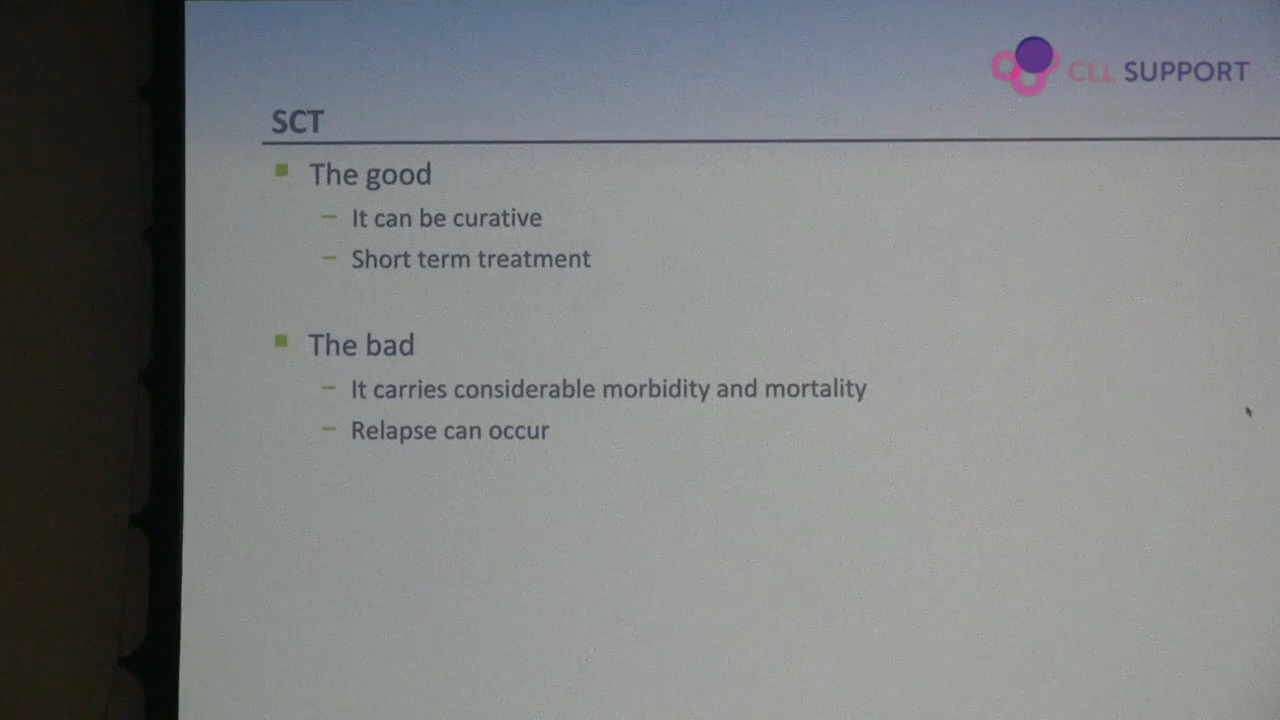 CLL SUPPORT
SCT
The good
– It can be curative
– Short term treatment
The bad
– It carries considerable morbidity and mortality
– Relapse can occur